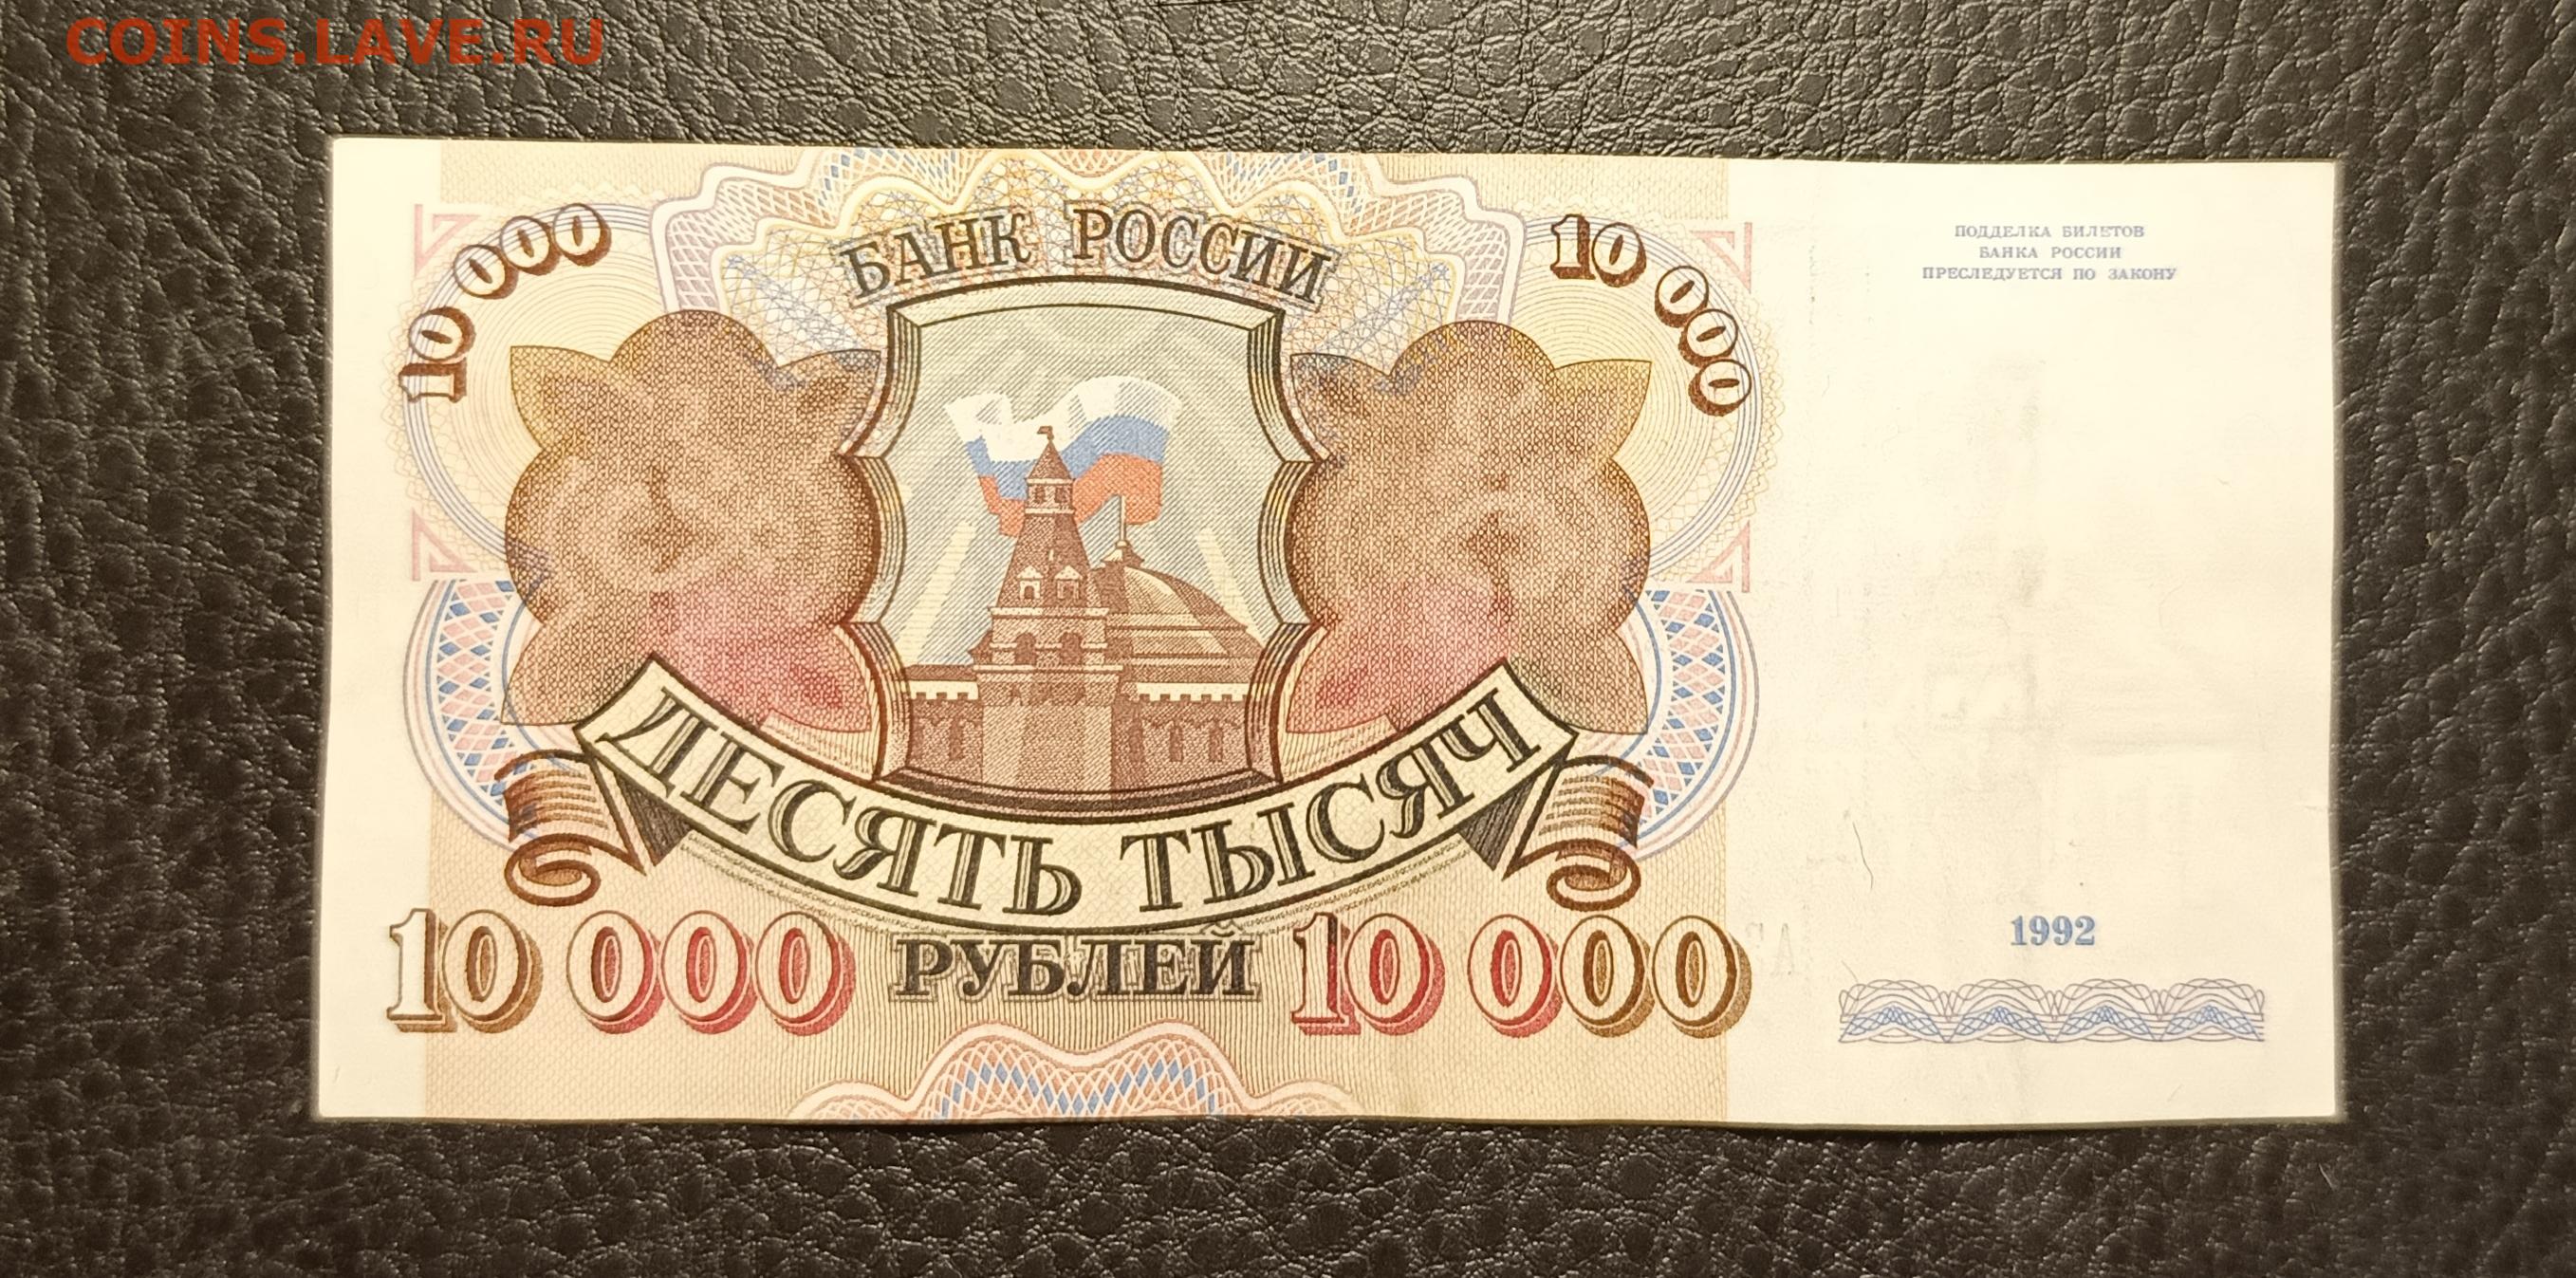 COINS.LAVE.RU
БАНК РОССИИ
10 000
10 000
ПОДДЕЛКА БИЛЕТОВ
БАНКА РОССИИ
ПРЕСЛЕДУЕТСЯ ПО ЗАКОНУ
ДЕСЯТЬ ТЫСЯЧ
10 000 РУБЛЕЙ 10 000
1992